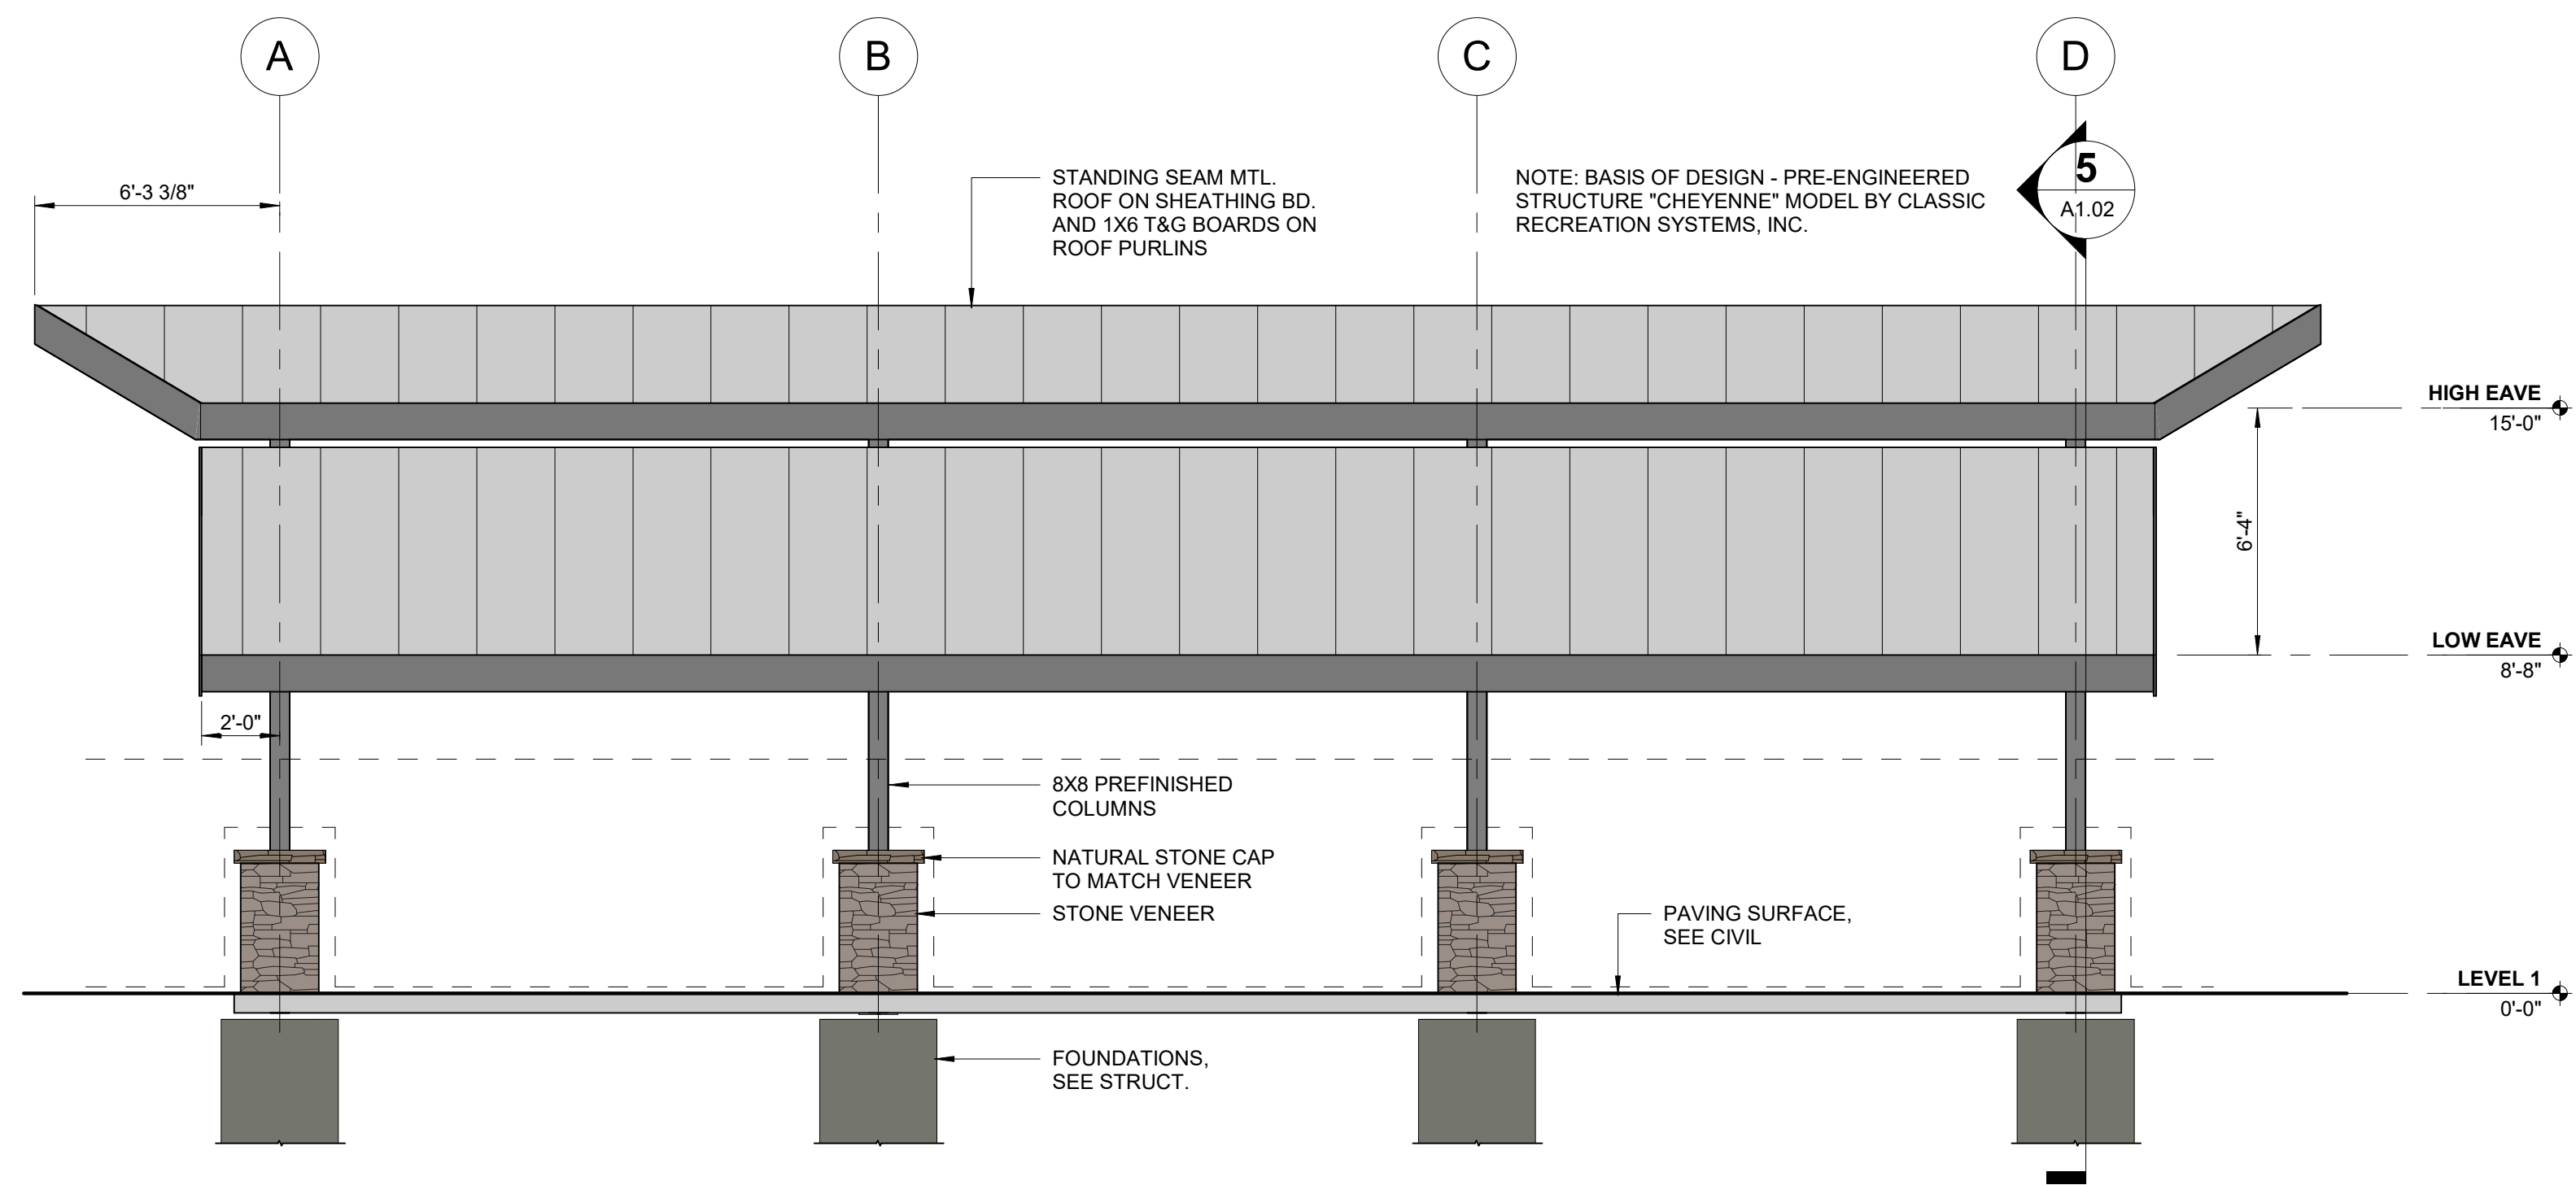 A
B
C
D
6'-3 3/8"
STANDING SEAM MTL.
ROOF ON SHEATHING BD.
AND 1X6 T&G BOARDS ON
ROOF PURLINS
NOTE: BASIS OF DESIGN - PRE-ENGINEERED
STRUCTURE "CHEYENNE" MODEL BY CLASSIC
RECREATION SYSTEMS, INC.
5
A1.02
HIGH EAVE
15'-0"
6'-4"
LOW EAVE
8'-8"
2'-0"
8X8 PREFINISHED
COLUMNS
NATURAL STONE CAP
TO MATCH VENEER
STONE VENEER
PAVING SURFACE,
SEE CIVIL
LEVEL 1
0'-0"
FOUNDATIONS,
SEE STRUCT.